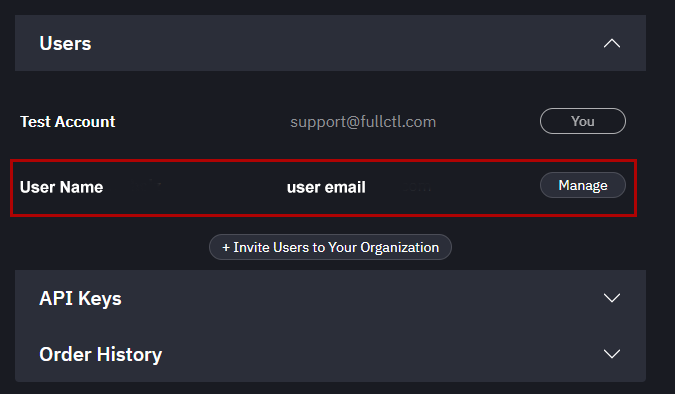 Users
Test Account support@fullctl.com You
User Name user email Manage
+ Invite Users to Your Organization
API Keys
Order History